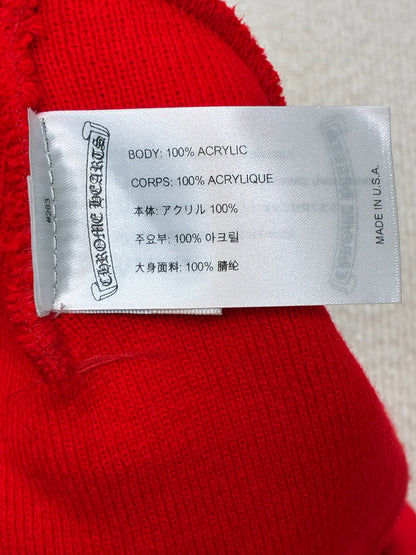 CHROME HEARTS
BODY: 100% ACRYLIC
CORPS: 100% ACRYLIQUE
本体: アクリル 100%
주요부: 100% 아크릴
大身面料: 100% 腈纶
MADE IN U.S.A.
#203